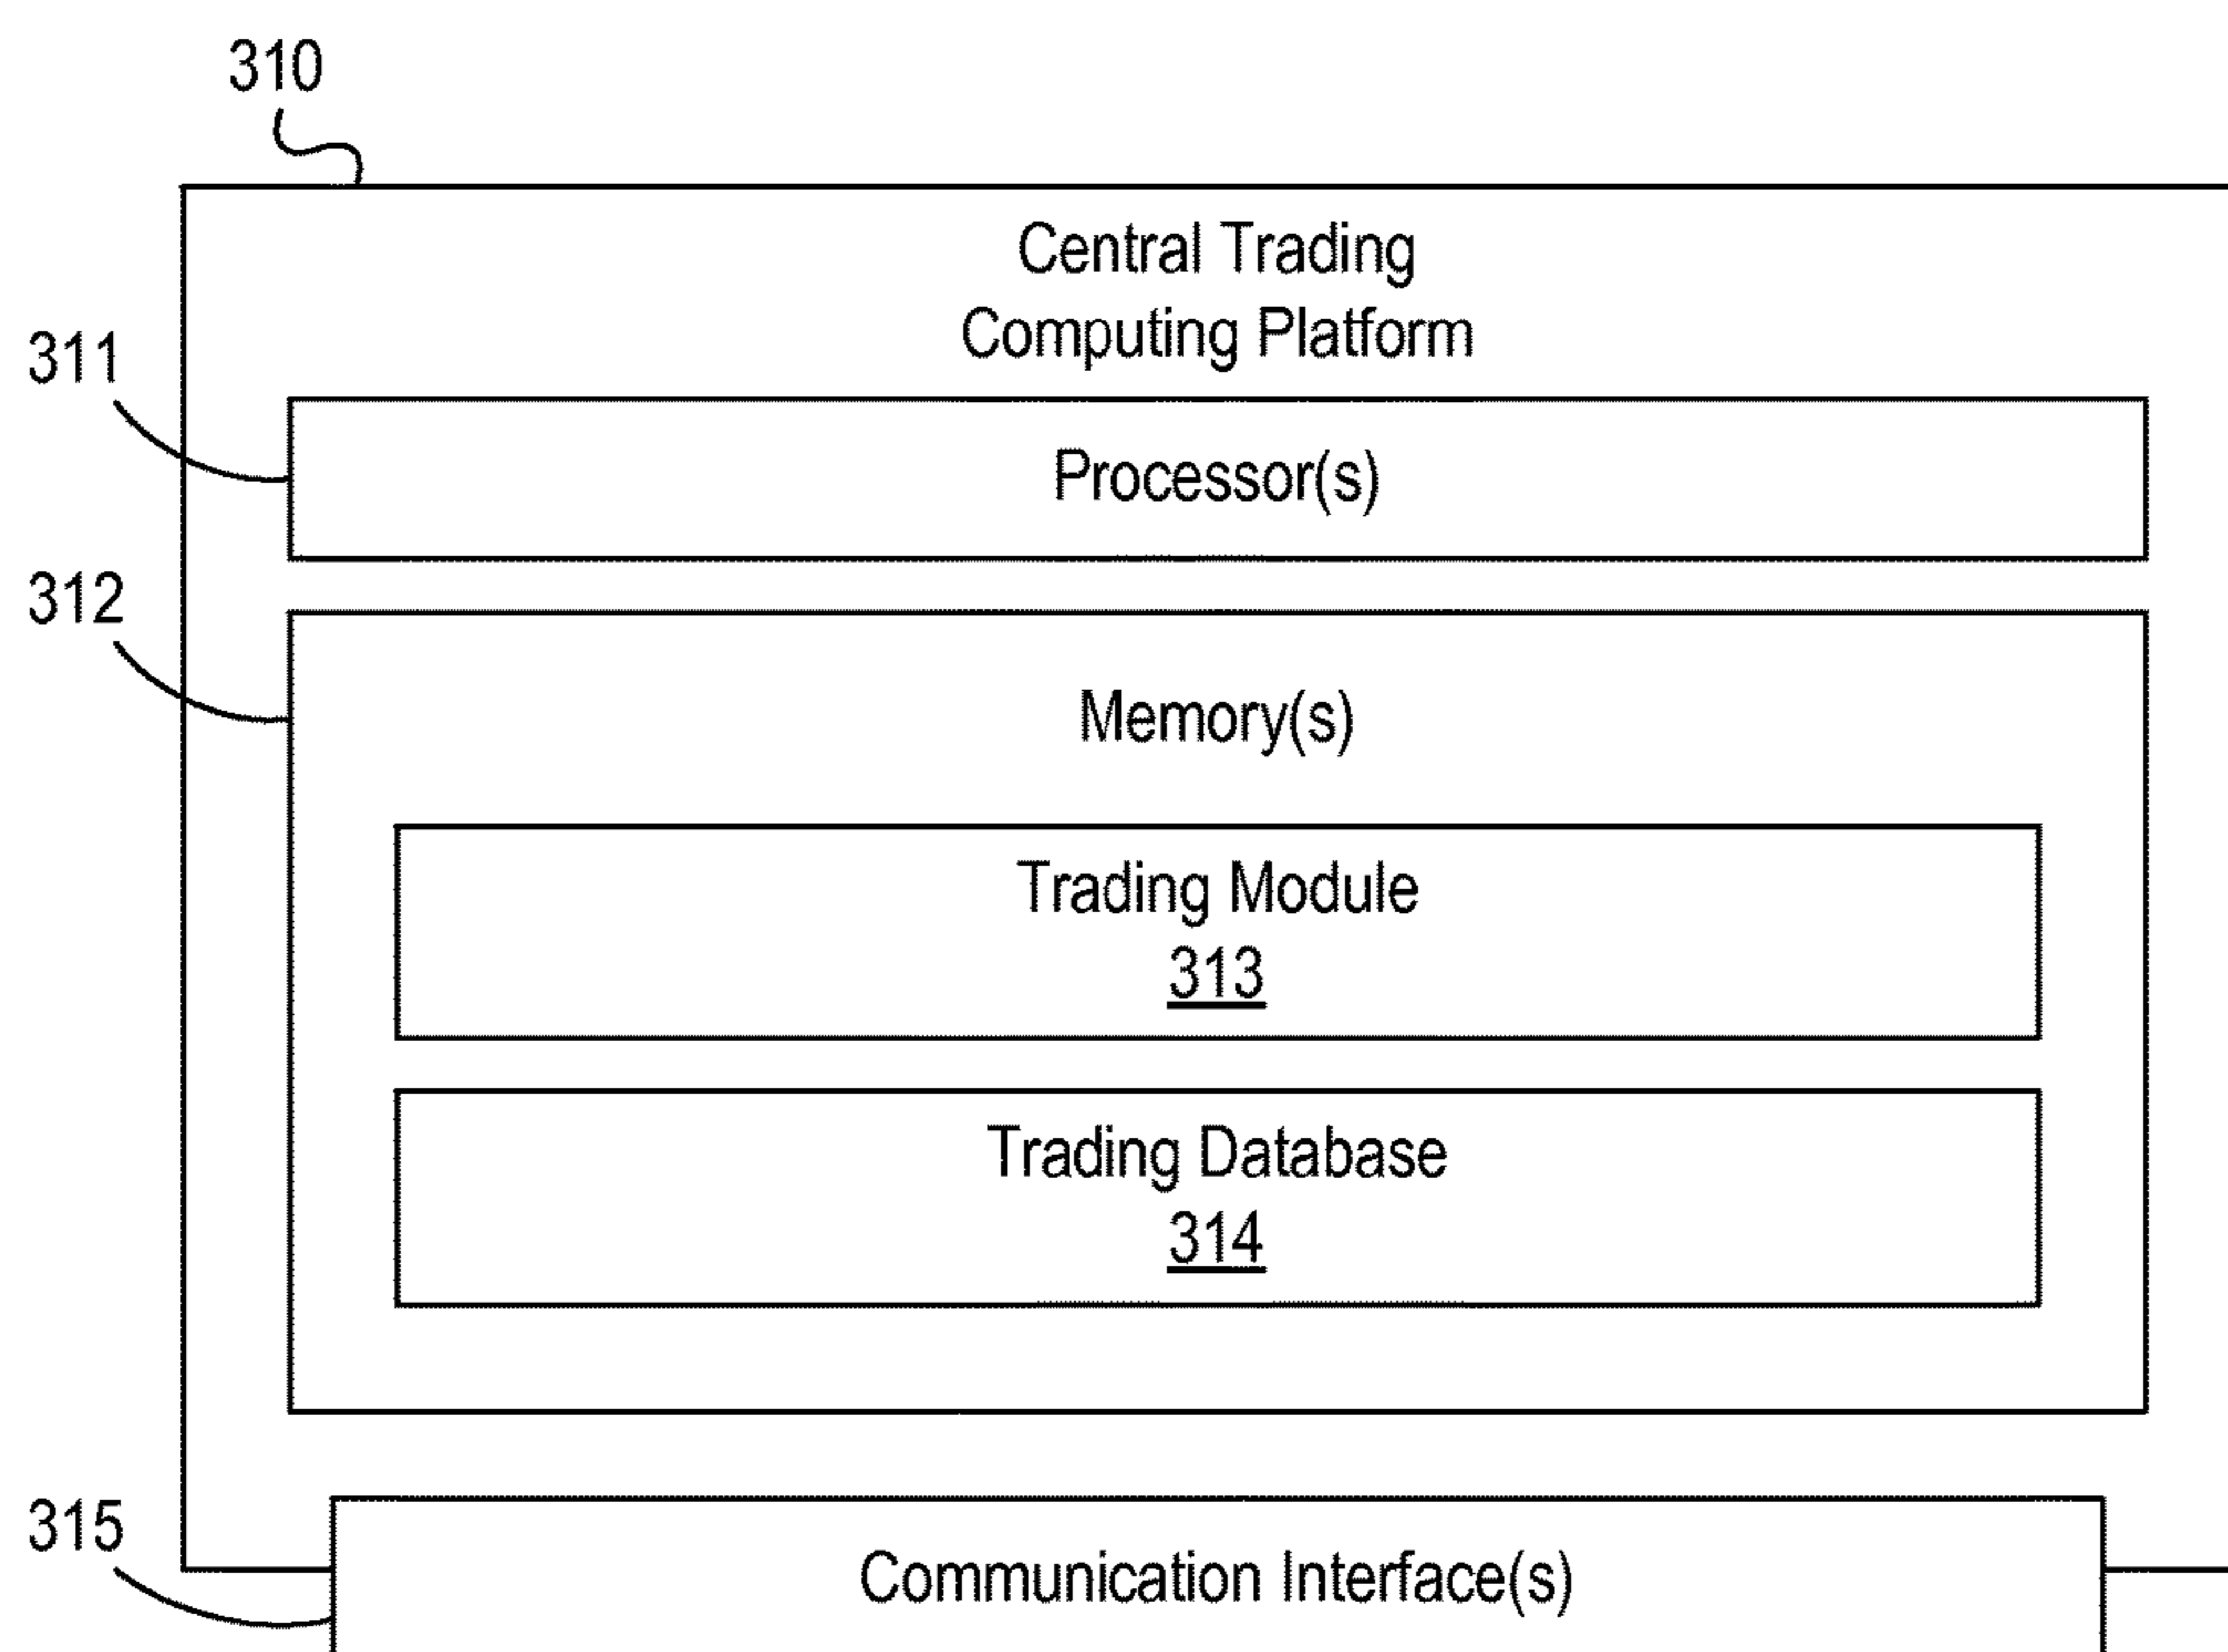 310
Central Trading
Computing Platform
311
Processor(s)
312
Memory(s)
Trading Module
313
Trading Database
314
315
Communication Interface(s)